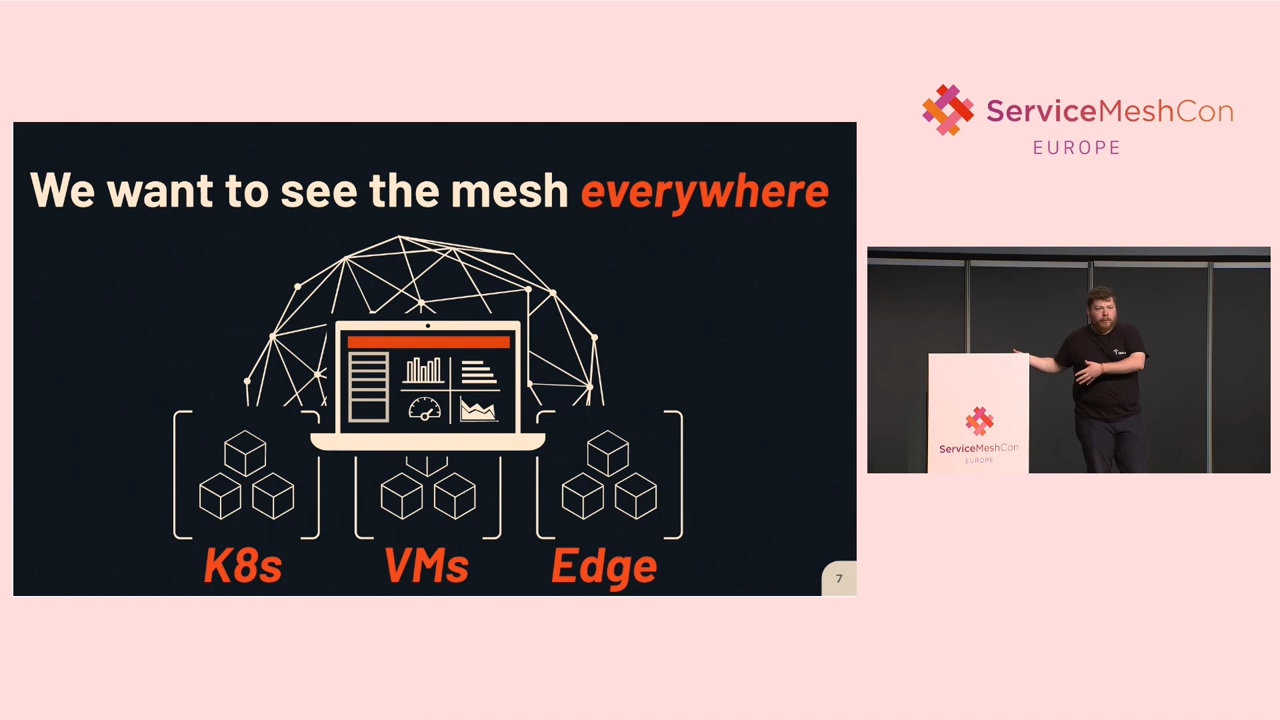 ServiceMeshCon
EUROPE
We want to see the mesh everywhere
K8s
VMs
Edge
7
ServiceMeshCon
EUROPE